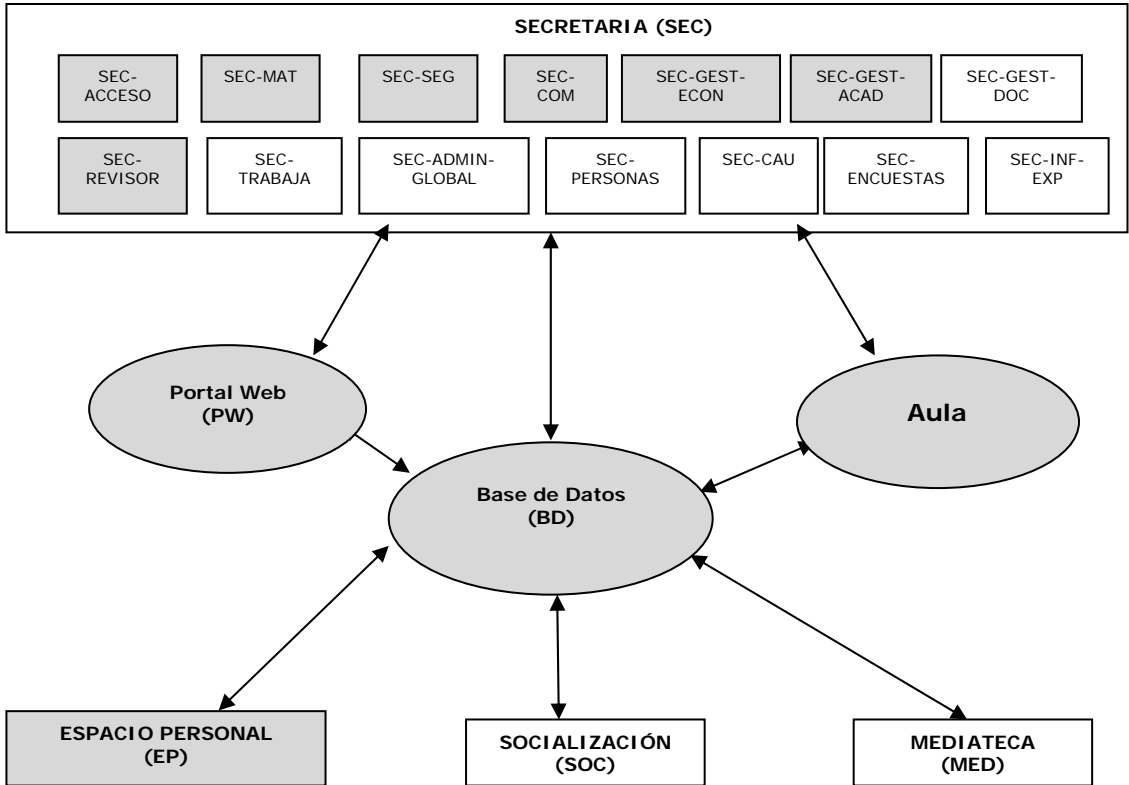 SECRETARIA (SEC)
SEC-
ACCESO
SEC-MAT
SEC-SEG
SEC-
COM
SEC-GEST-
ECON
SEC-GEST-
ACAD
SEC-GEST-
DOC
SEC-
REVISOR
SEC-
TRABAJA
SEC-ADMIN-
GLOBAL
SEC-
PERSONAS
SEC-CAU
SEC-
ENCUESTAS
SEC-INF-
EXP
Portal Web
(PW)
Aula
Base de Datos
(BD)
ESPACIO PERSONAL
(EP)
SOCIALIZACIÓN
(SOC)
MEDIATECA
(MED)